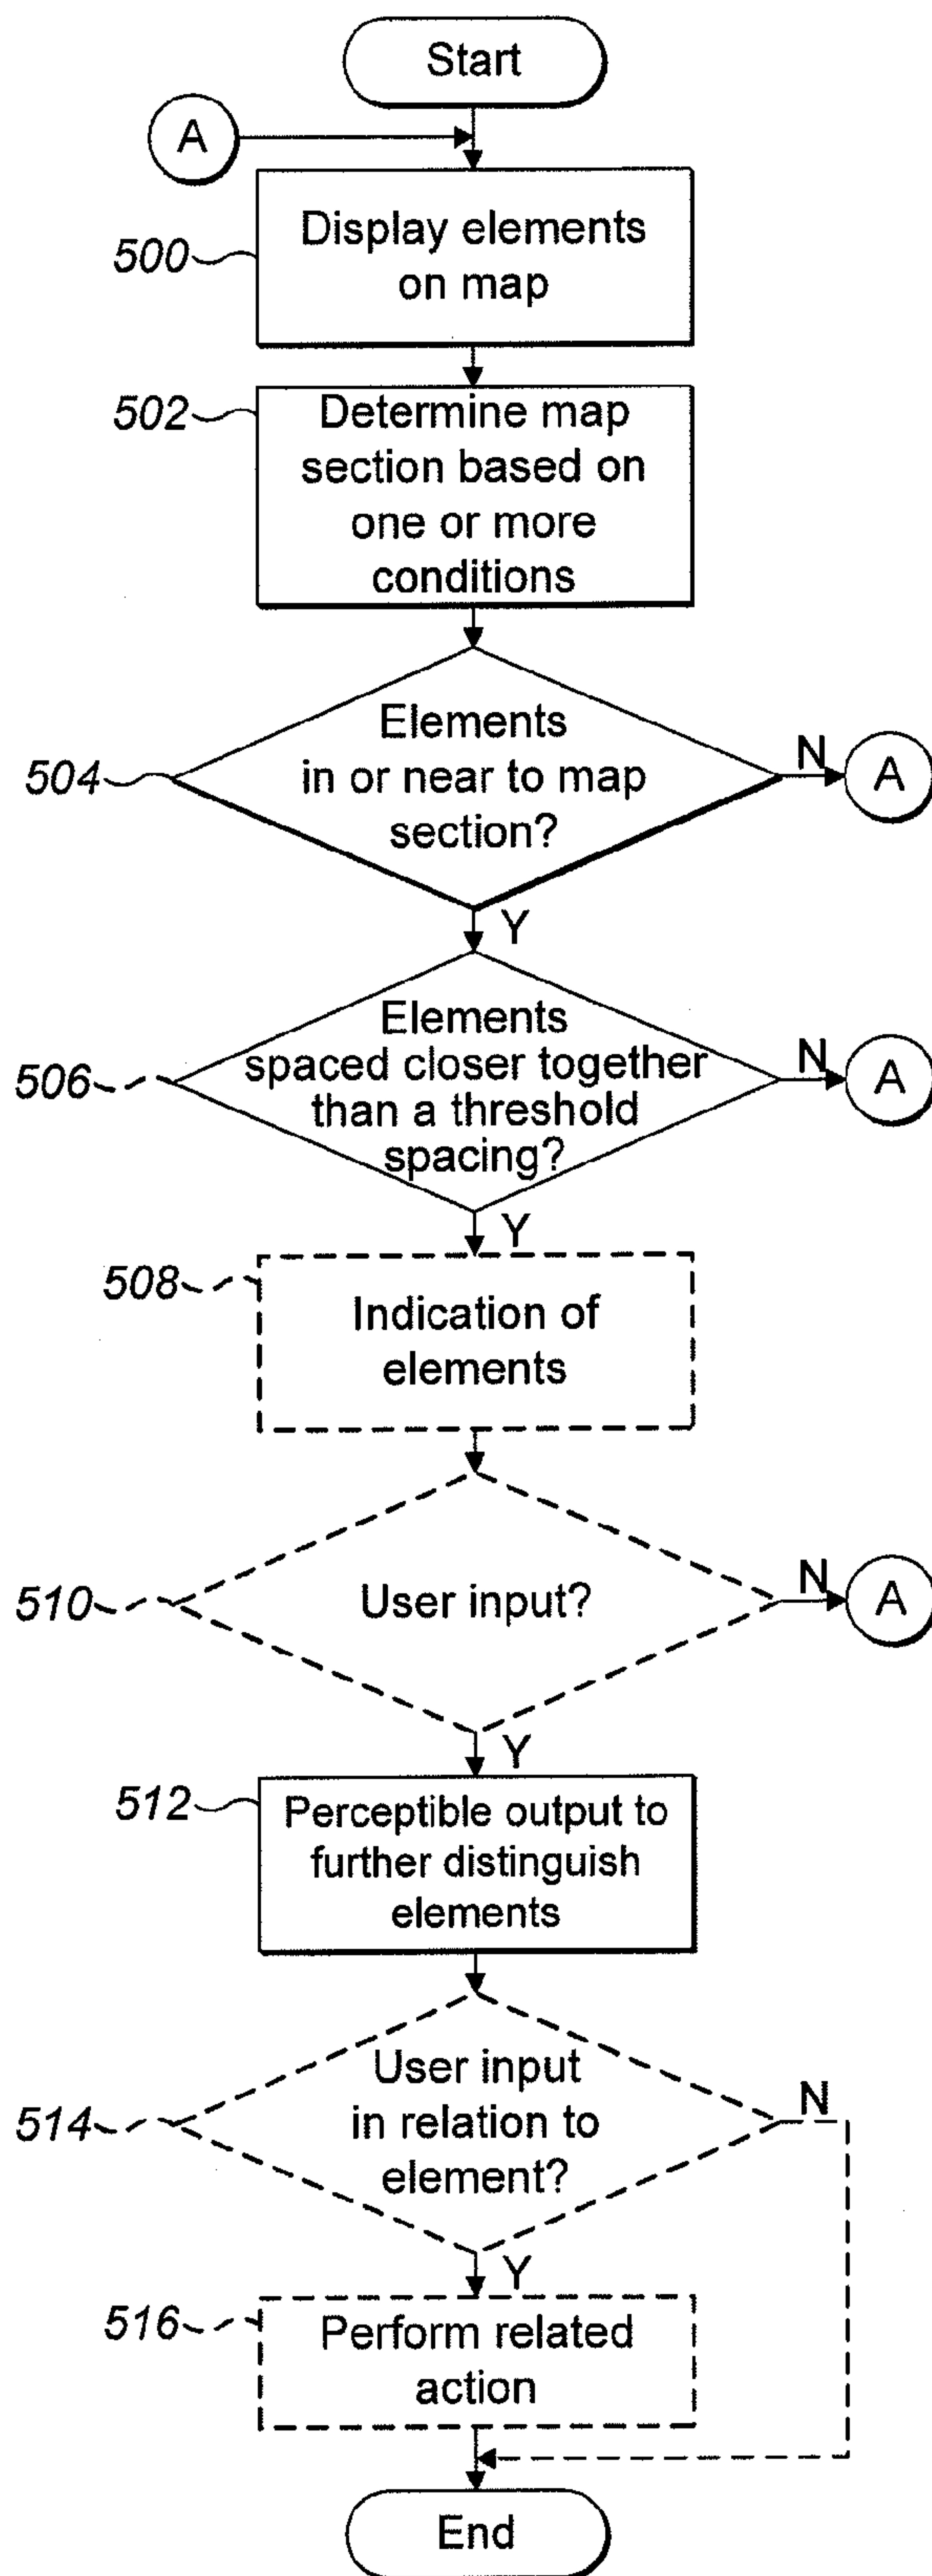 Start
A
500
Display elements
on map
502
Determine map
section based on
one or more
conditions
504
Elements
in or near to map
section?
N
A
Y
506
Elements
spaced closer together
than a threshold
spacing?
N
A
Y
508
Indication of
elements
510
User input?
N
A
Y
512
Perceptible output to
further distinguish
elements
514
User input
in relation to
element?
N
Y
516
Perform related
action
End